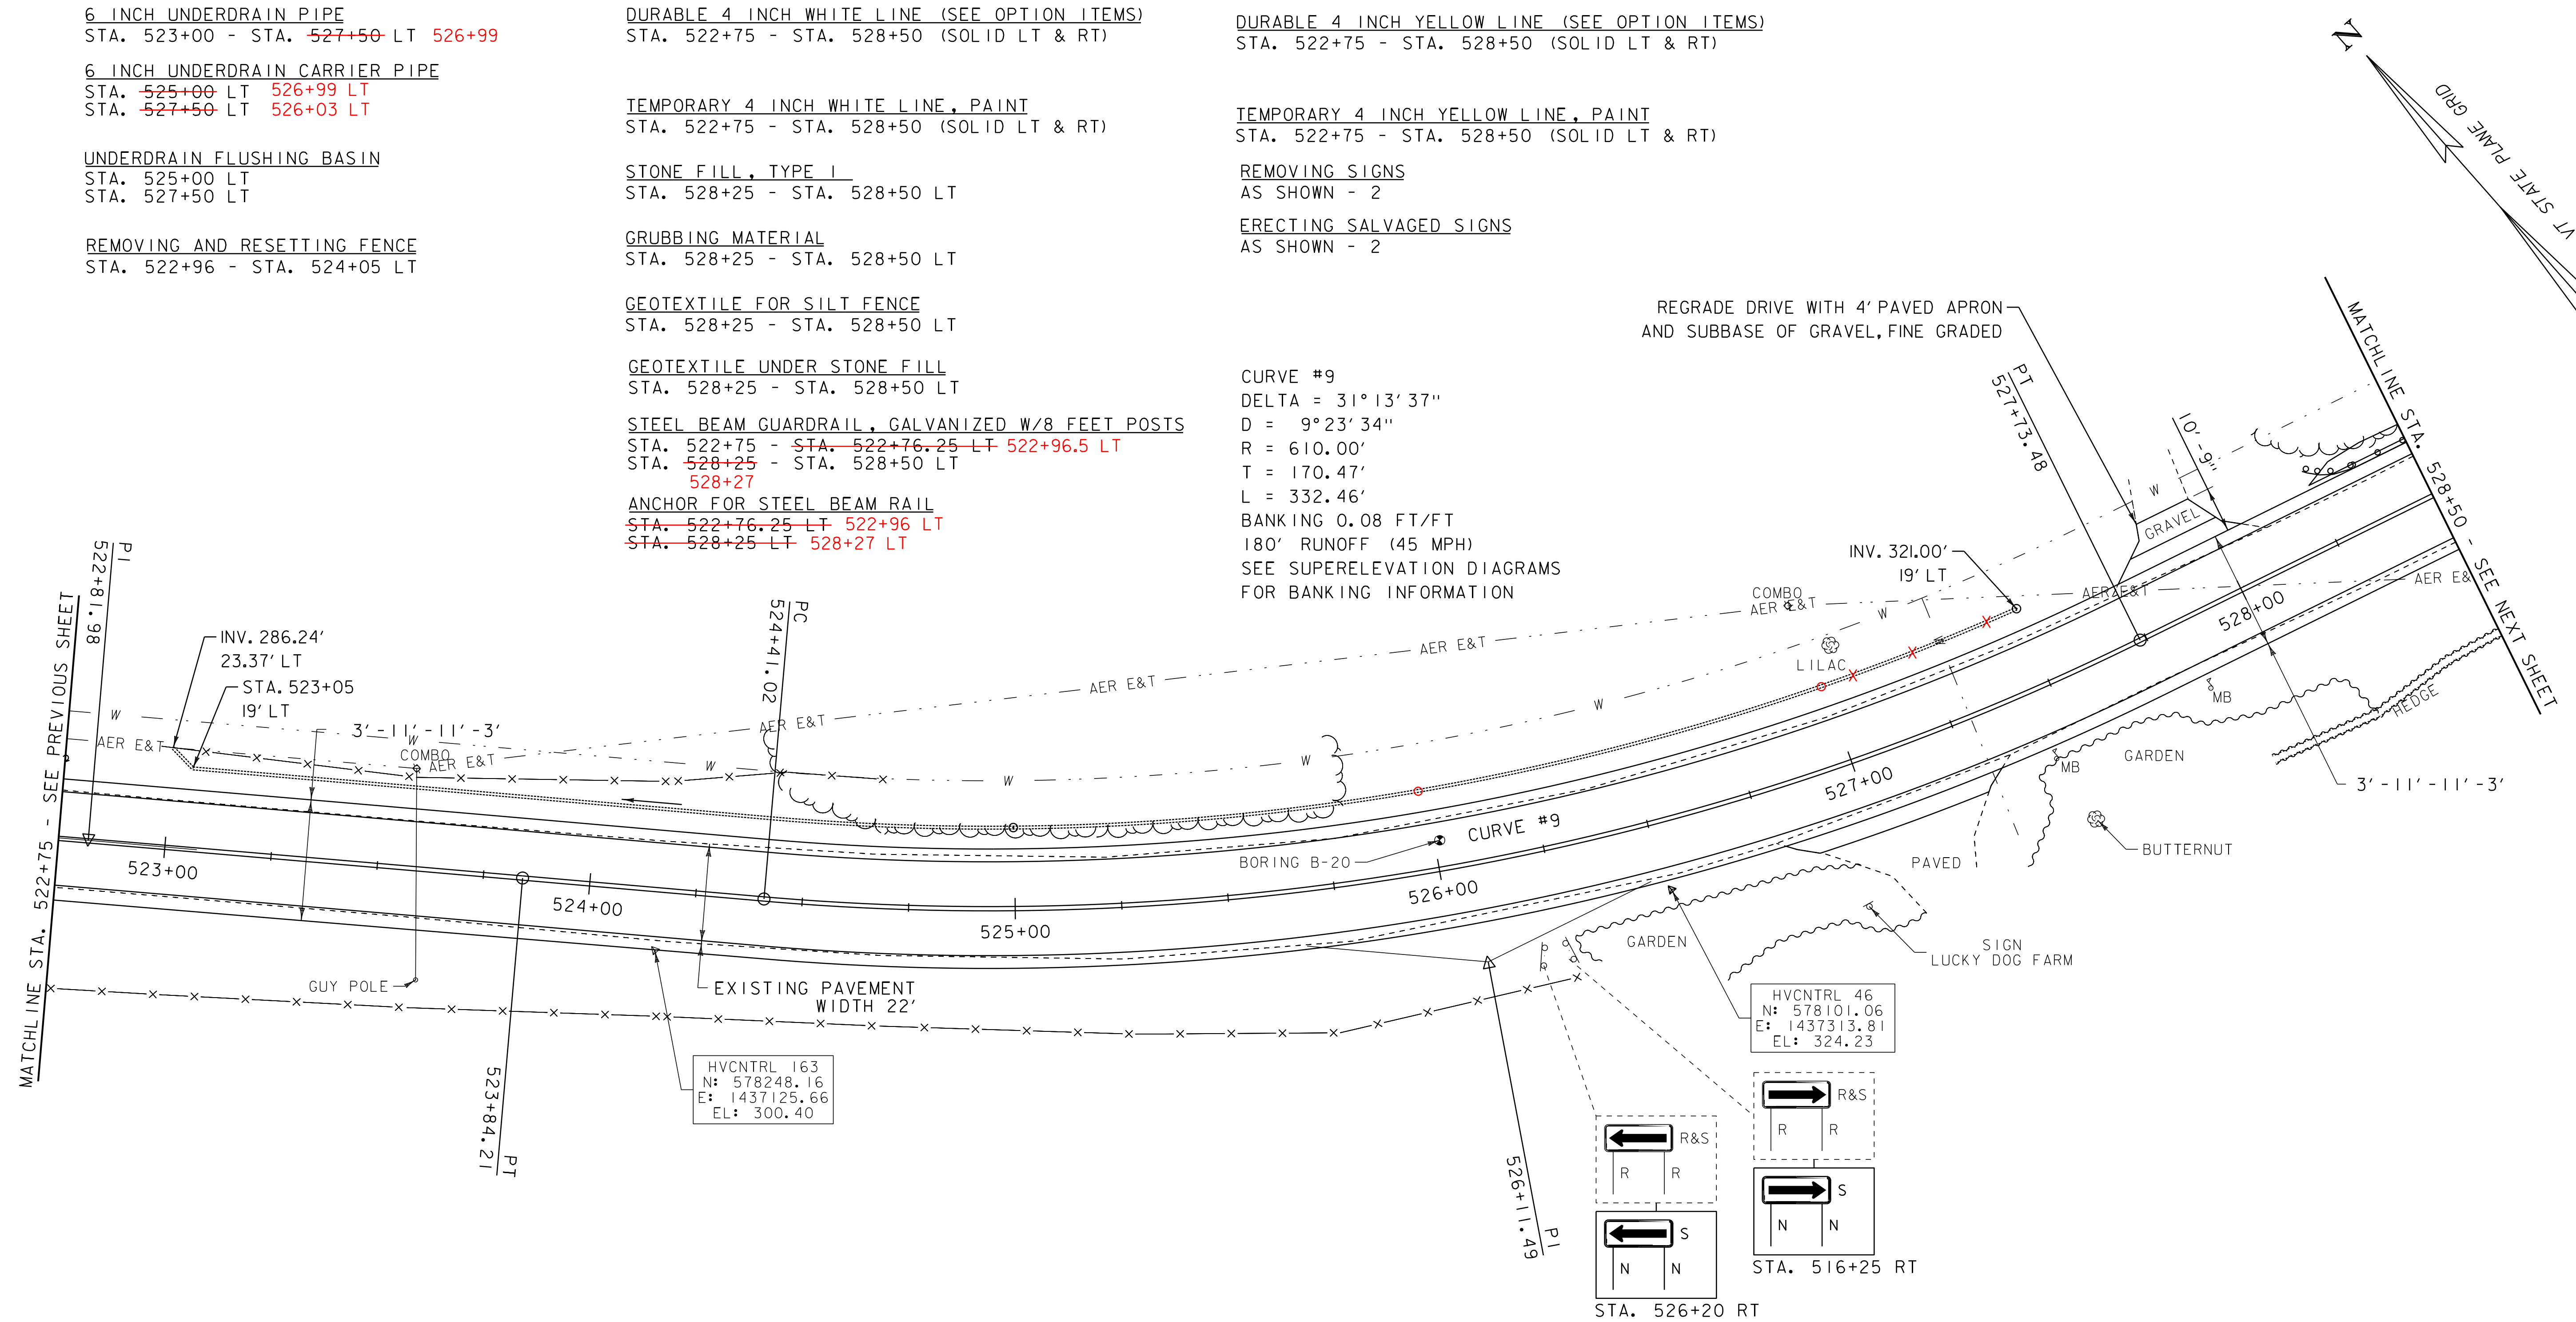 6 INCH UNDERDRAIN PIPE
STA. 523+00 - STA. 527+50 LT 526+99
6 INCH UNDERDRAIN CARRIER PIPE
STA. 525+00 LT 526+99 LT
STA. 527+50 LT 526+03 LT
UNDERDRAIN FLUSHING BASIN
STA. 525+00 LT
STA. 527+50 LT
REMOVING AND RESETTING FENCE
STA. 522+96 - STA. 524+05 LT
DURABLE 4 INCH WHITE LINE (SEE OPTION ITEMS)
STA. 522+75 - STA. 528+50 (SOLID LT & RT)
TEMPORARY 4 INCH WHITE LINE, PAINT
STA. 522+75 - STA. 528+50 (SOLID LT & RT)
STONE FILL, TYPE I
STA. 528+25 - STA. 528+50 LT
GRUBBING MATERIAL
STA. 528+25 - STA. 528+50 LT
GEOTEXTILE FOR SILT FENCE
STA. 528+25 - STA. 528+50 LT
GEOTEXTILE UNDER STONE FILL
STA. 528+25 - STA. 528+50 LT
STEEL BEAM GUARDRAIL, GALVANIZED W/8 FEET POSTS
STA. 522+75 - STA. 522+76.25 LT 522+96.5 LT
STA. 528+25 - STA. 528+50 LT
528+27
ANCHOR FOR STEEL BEAM RAIL
STA. 522+76.25 LT 522+96 LT
STA. 528+25 LT 528+27 LT
DURABLE 4 INCH YELLOW LINE (SEE OPTION ITEMS)
STA. 522+75 - STA. 528+50 (SOLID LT & RT)
TEMPORARY 4 INCH YELLOW LINE, PAINT
STA. 522+75 - STA. 528+50 (SOLID LT & RT)
REMOVING SIGNS
AS SHOWN - 2
ERECTING SALVAGED SIGNS
AS SHOWN - 2
N
VT STATE PLANE GRID
REGRADE DRIVE WITH 4' PAVED APRON
AND SUBBASE OF GRAVEL, FINE GRADED
CURVE #9
DELTA = 31°13'37"
D = 9°23'34"
R = 610.00'
T = 170.47'
L = 332.46'
BANKING 0.08 FT/FT
180' RUNOFF (45 MPH)
SEE SUPERELEVATION DIAGRAMS
FOR BANKING INFORMATION
MATCHLINE STA. 522+75 - SEE PREVIOUS SHEET
PI
522+81.98
INV. 286.24'
23.37' LT
STA. 523+05
19' LT
W
AER E&T
3'-11'-11'-3'
W
COMBO
AER E&T
W
PC
524+41.02
AER E&T
W
AER E&T
W
AER E&T
W
COMBO
AER E&T
W
LILAC
INV. 321.00'
19' LT
PT
527+73.48
10'-9"
W
GRAVEL
AER E&T
AER E&
MATCHLINE STA. 528+50 - SEE NEXT SHEET
523+00
524+00
525+00
526+00
527+00
528+00
CURVE #9
BORING B-20
GUY POLE
EXISTING PAVEMENT
WIDTH 22'
PT
523+84.21
HVCNTRL 163
N: 578248.16
E: 1437125.66
EL: 300.40
PI
526+11.49
GARDEN
PAVED
MB
MB
GARDEN
HEDGE
3'-11'-11'-3'
BUTTERNUT
SIGN
LUCKY DOG FARM
HVCNTRL 46
N: 578101.06
E: 1437313.81
EL: 324.23
R&S
R R
S
N N
STA. 526+20 RT
R&S
R R
S
N N
STA. 516+25 RT